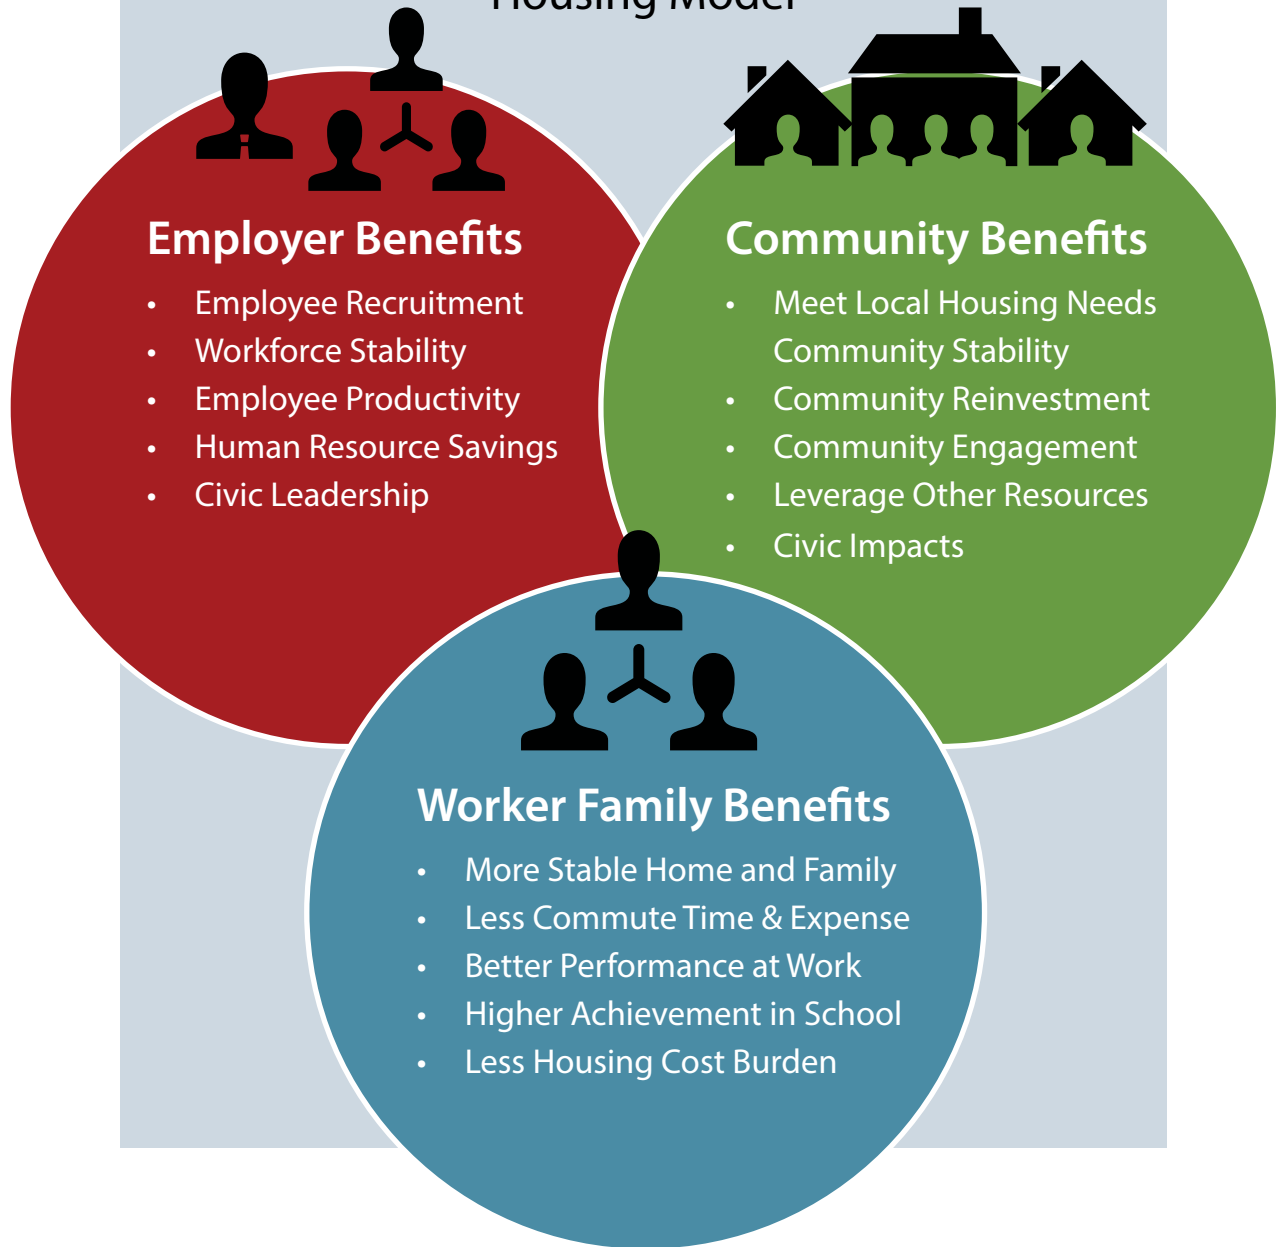 Housing Model
Employer Benefits
• Employee Recruitment
• Workforce Stability
• Employee Productivity
• Human Resource Savings
• Civic Leadership
Community Benefits
• Meet Local Housing Needs
Community Stability
• Community Reinvestment
• Community Engagement
• Leverage Other Resources
• Civic Impacts
Worker Family Benefits
• More Stable Home and Family
• Less Commute Time & Expense
• Better Performance at Work
• Higher Achievement in School
• Less Housing Cost Burden